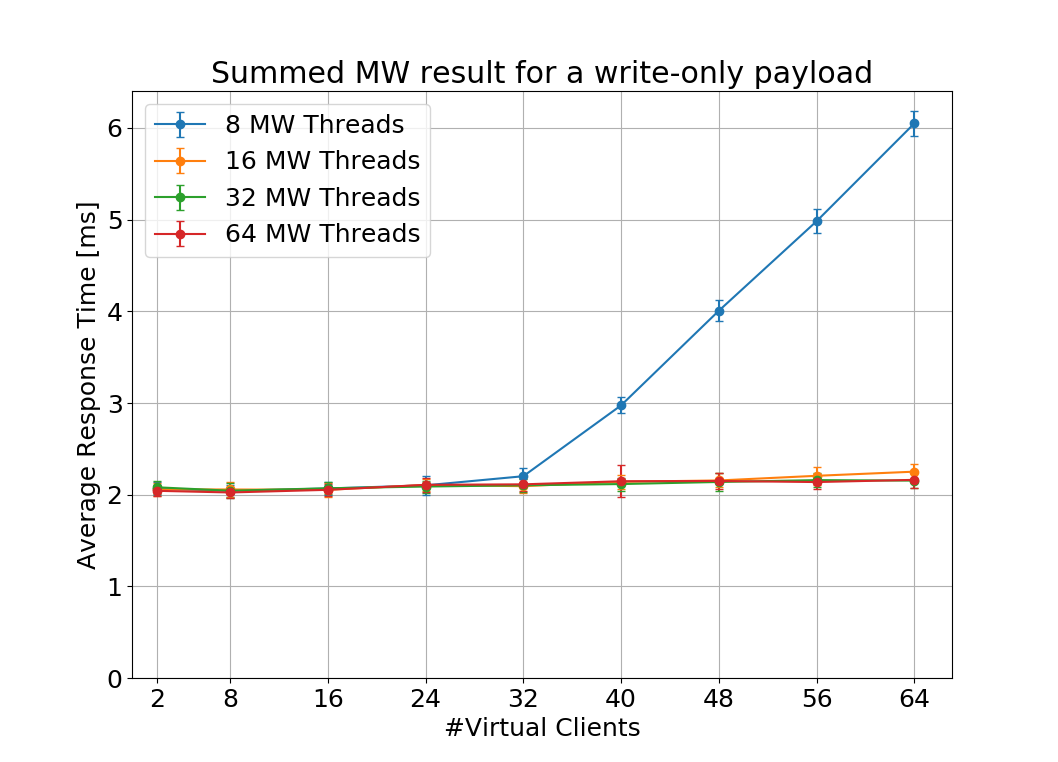 Summed MW result for a write-only payload
8 MW Threads
16 MW Threads
32 MW Threads
64 MW Threads
Average Response Time [ms]
6
5
4
3
2
1
0
2 8 16 24 32 40 48 56 64
#Virtual Clients